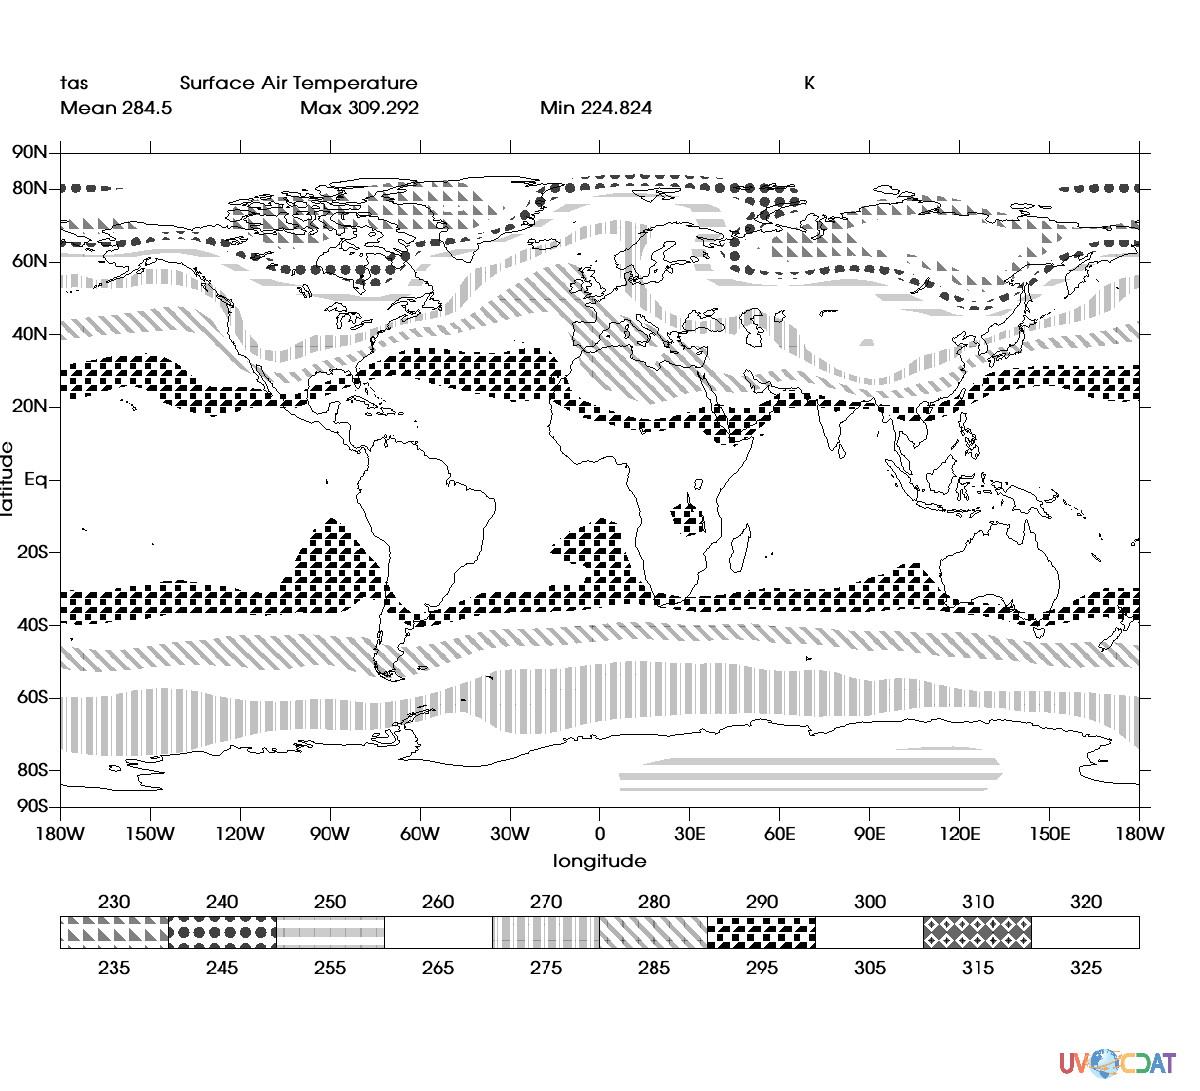 tas Surface Air Temperature K
Mean 284.5 Max 309.292 Min 224.824
90N
80N
60N
40N
20N
Eq
20S
40S
60S
80S
90S
latitude
180W 150W 120W 90W 60W 30W 0 30E 60E 90E 120E 150E 180W
longitude
230 240 250 260 270 280 290 300 310 320
235 245 255 265 275 285 295 305 315 325
UV CDAT